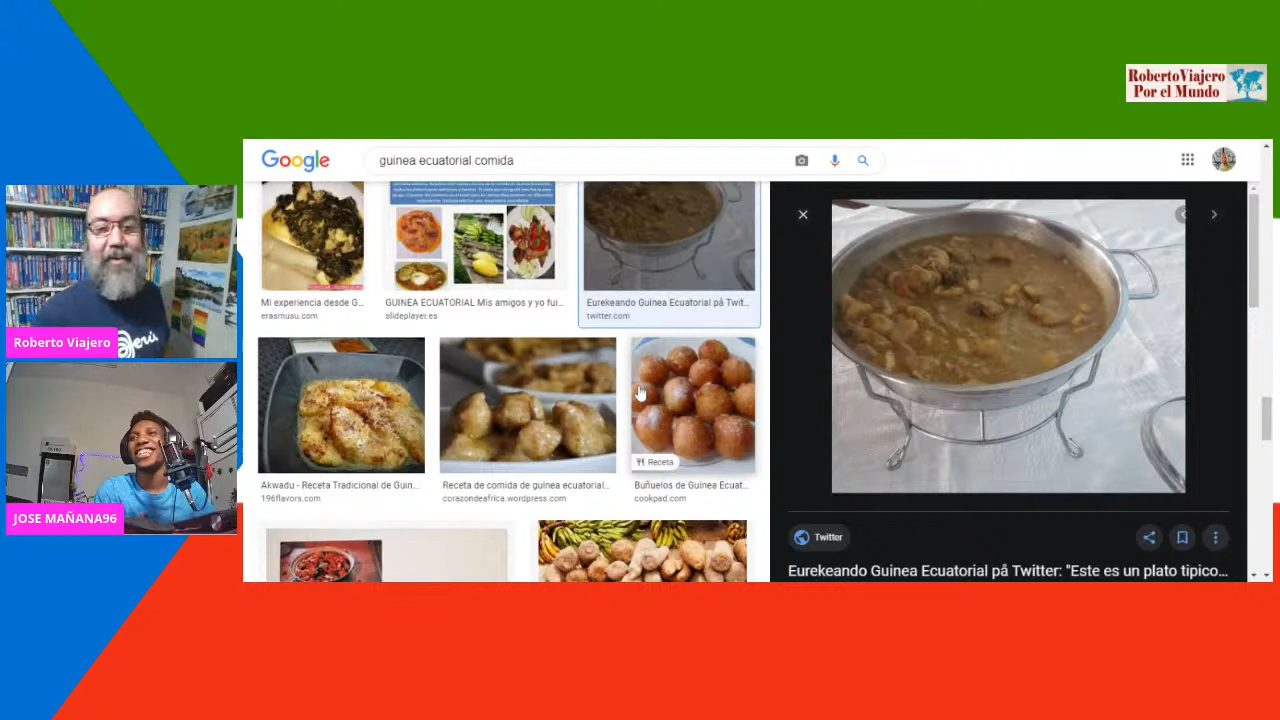 RobertoViajero
Por el Mundo
Google
guinea ecuatorial comida
Mi experiencia desde G...
erasmusu.com
GUINEA ECUATORIAL Mis amigos y yo fui...
slideplayer.es
Eurekeando Guinea Ecuatorial på Twit...
twitter.com
Roberto Viajero
Perú
Receta
Akwadu - Receta Tradicional de Guin...
196flavors.com
Receta de comida de guinea ecuatorial...
corazondeafrica.wordpress.com
Buñuelos de Guinea Ecuat...
cookpad.com
JOSE MAÑANA96
Twitter
Eurekeando Guinea Ecuatorial på Twitter: "Este es un plato tipico...